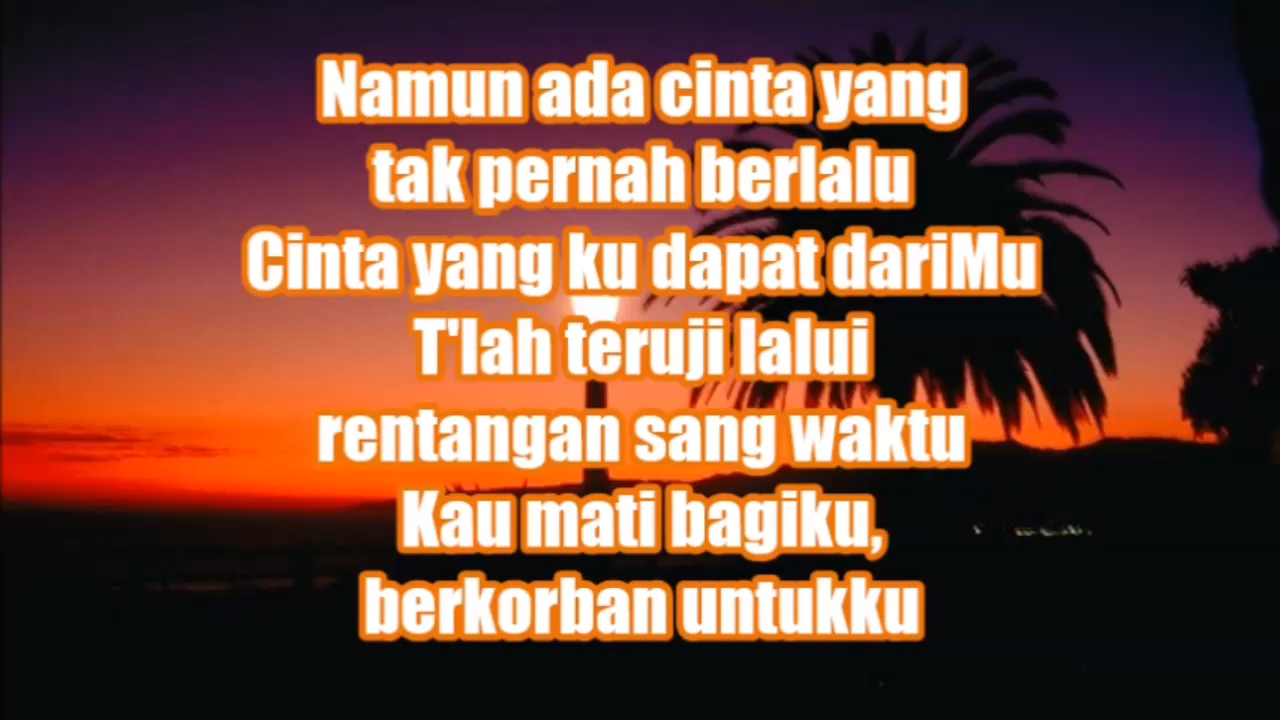 Namun ada cinta yang
tak pernah berlalu
Cinta yang ku dapat dariMu
T'lah teruji lalui
rentangan sang waktu
Kau mati bagiku,
berkorban untukku